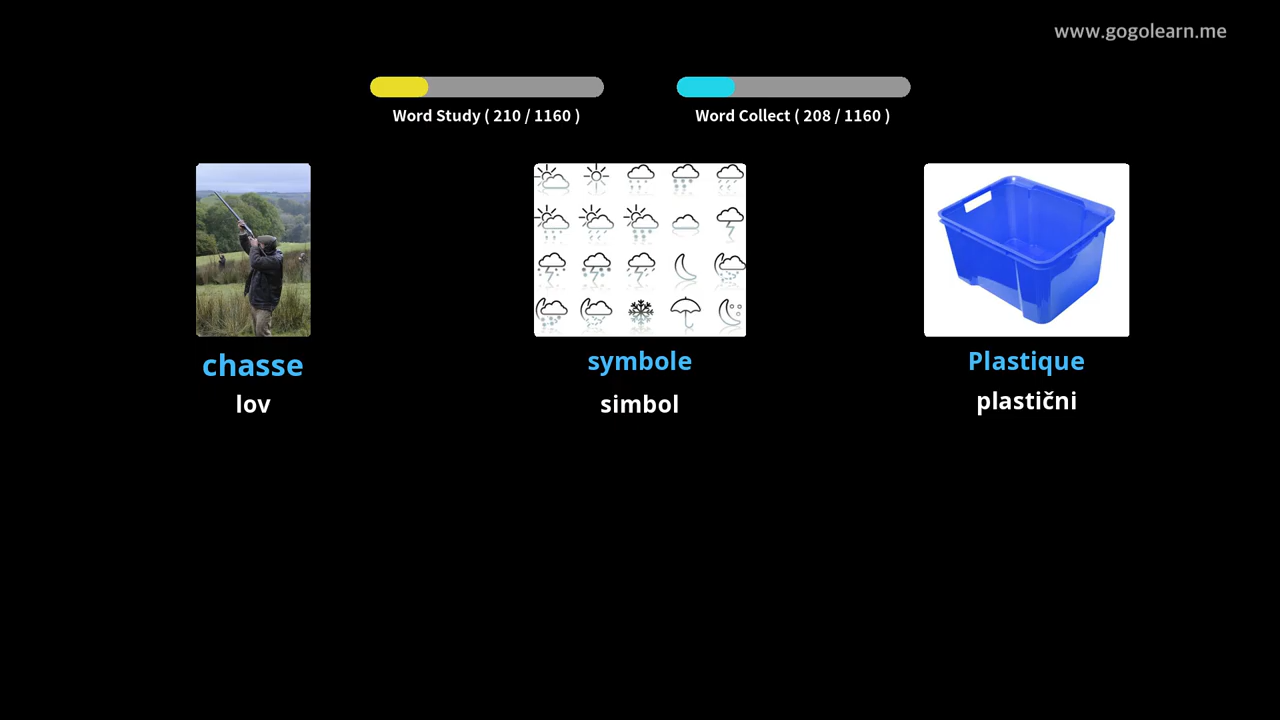 www.gogolearn.me
Word Study ( 210 / 1160 )
Word Collect ( 208 / 1160 )
chasse
lov
symbole
simbol
Plastique
plastični